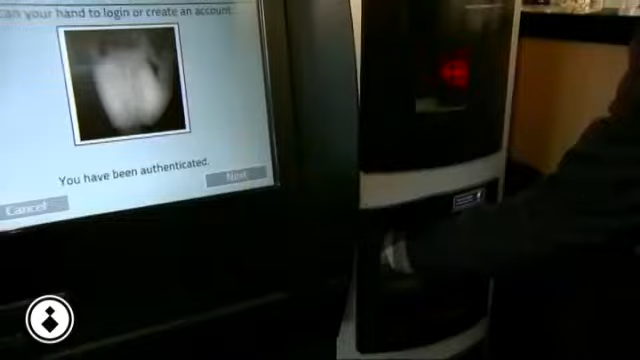 can your hand to login or create an account.
You have been authenticated.
Next
Cancel